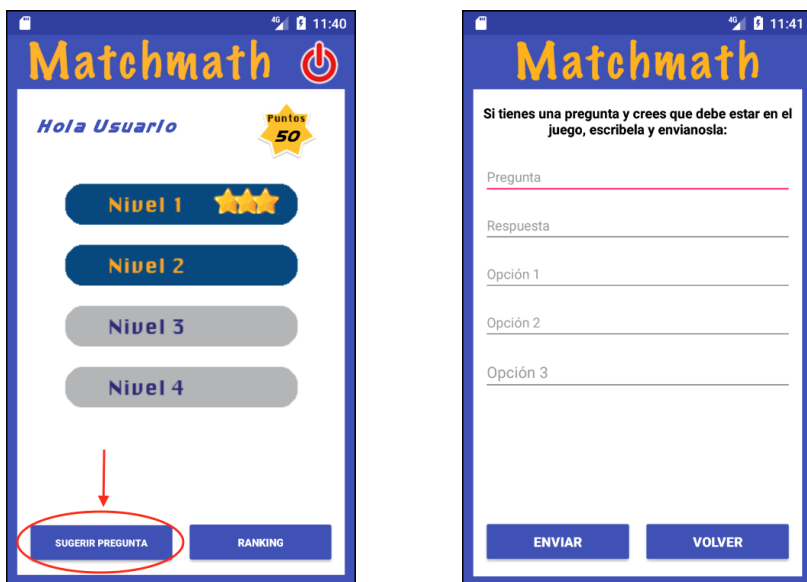 4G 11:40
Matchmath
Hola Usuario
Puntos
50
Nivel 1
Nivel 2
Nivel 3
Nivel 4
SUGERIR PREGUNTA
RANKING
4G 11:41
Matchmath
Si tienes una pregunta y crees que debe estar en el
juego, escribela y envianosla:
Pregunta
Respuesta
Opción 1
Opción 2
Opción 3
ENVIAR
VOLVER